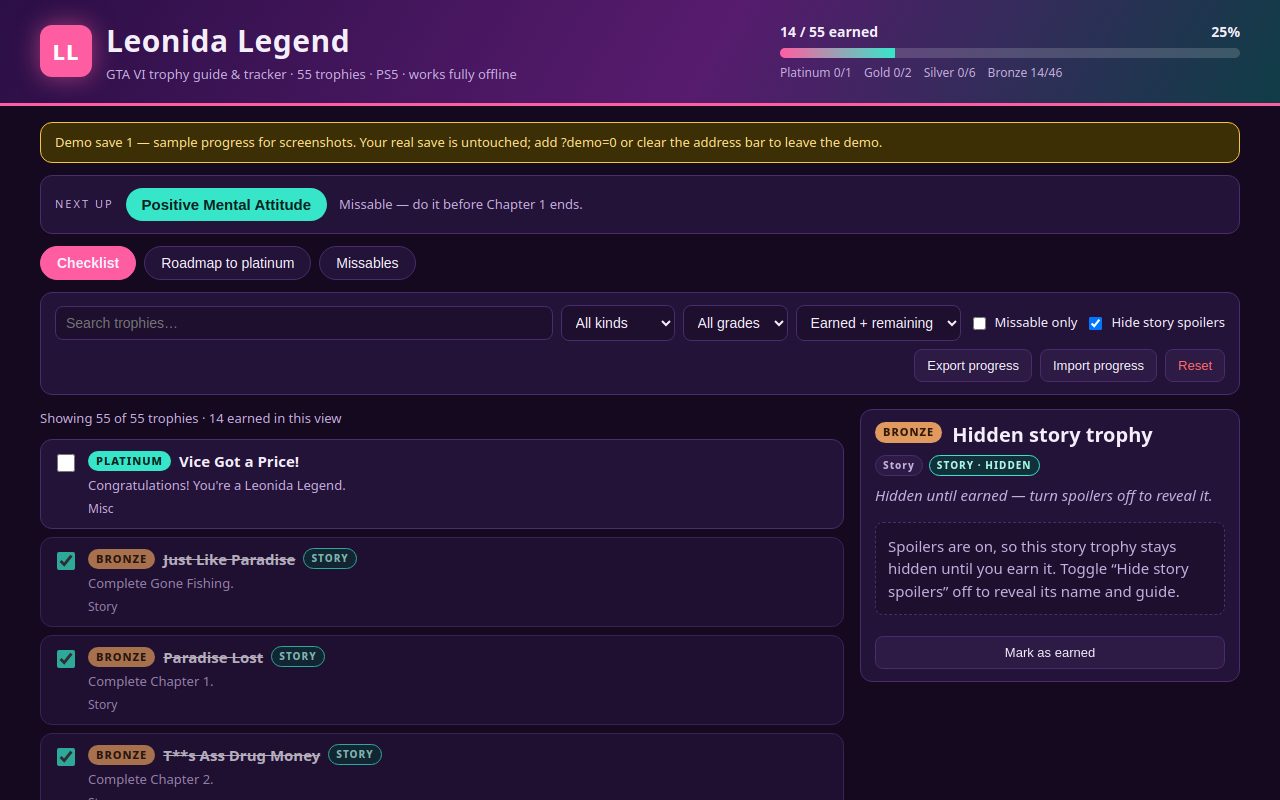 LL
Leonida Legend
GTA VI trophy guide & tracker · 55 trophies · PS5 · works fully offline
14 / 55 earned 25%
Platinum 0/1 Gold 0/2 Silver 0/6 Bronze 14/46
Demo save 1 — sample progress for screenshots. Your real save is untouched; add ?demo=0 or clear the address bar to leave the demo.
NEXT UP Positive Mental Attitude Missable — do it before Chapter 1 ends.
Checklist Roadmap to platinum Missables
Search trophies… All kinds All grades Earned + remaining Missable only Hide story spoilers
Export progress Import progress Reset
Showing 55 of 55 trophies · 14 earned in this view
PLATINUM Vice Got a Price!
Congratulations! You're a Leonida Legend.
Misc
BRONZE Just Like Paradise STORY
Complete Gone Fishing.
Story
BRONZE Paradise Lost STORY
Complete Chapter 1.
Story
BRONZE T**s Ass Drug Money STORY
Complete Chapter 2.
BRONZE Hidden story trophy
Story STORY · HIDDEN
Hidden until earned — turn spoilers off to reveal it.
Spoilers are on, so this story trophy stays
hidden until you earn it. Toggle “Hide story
spoilers” off to reveal its name and guide.
Mark as earned